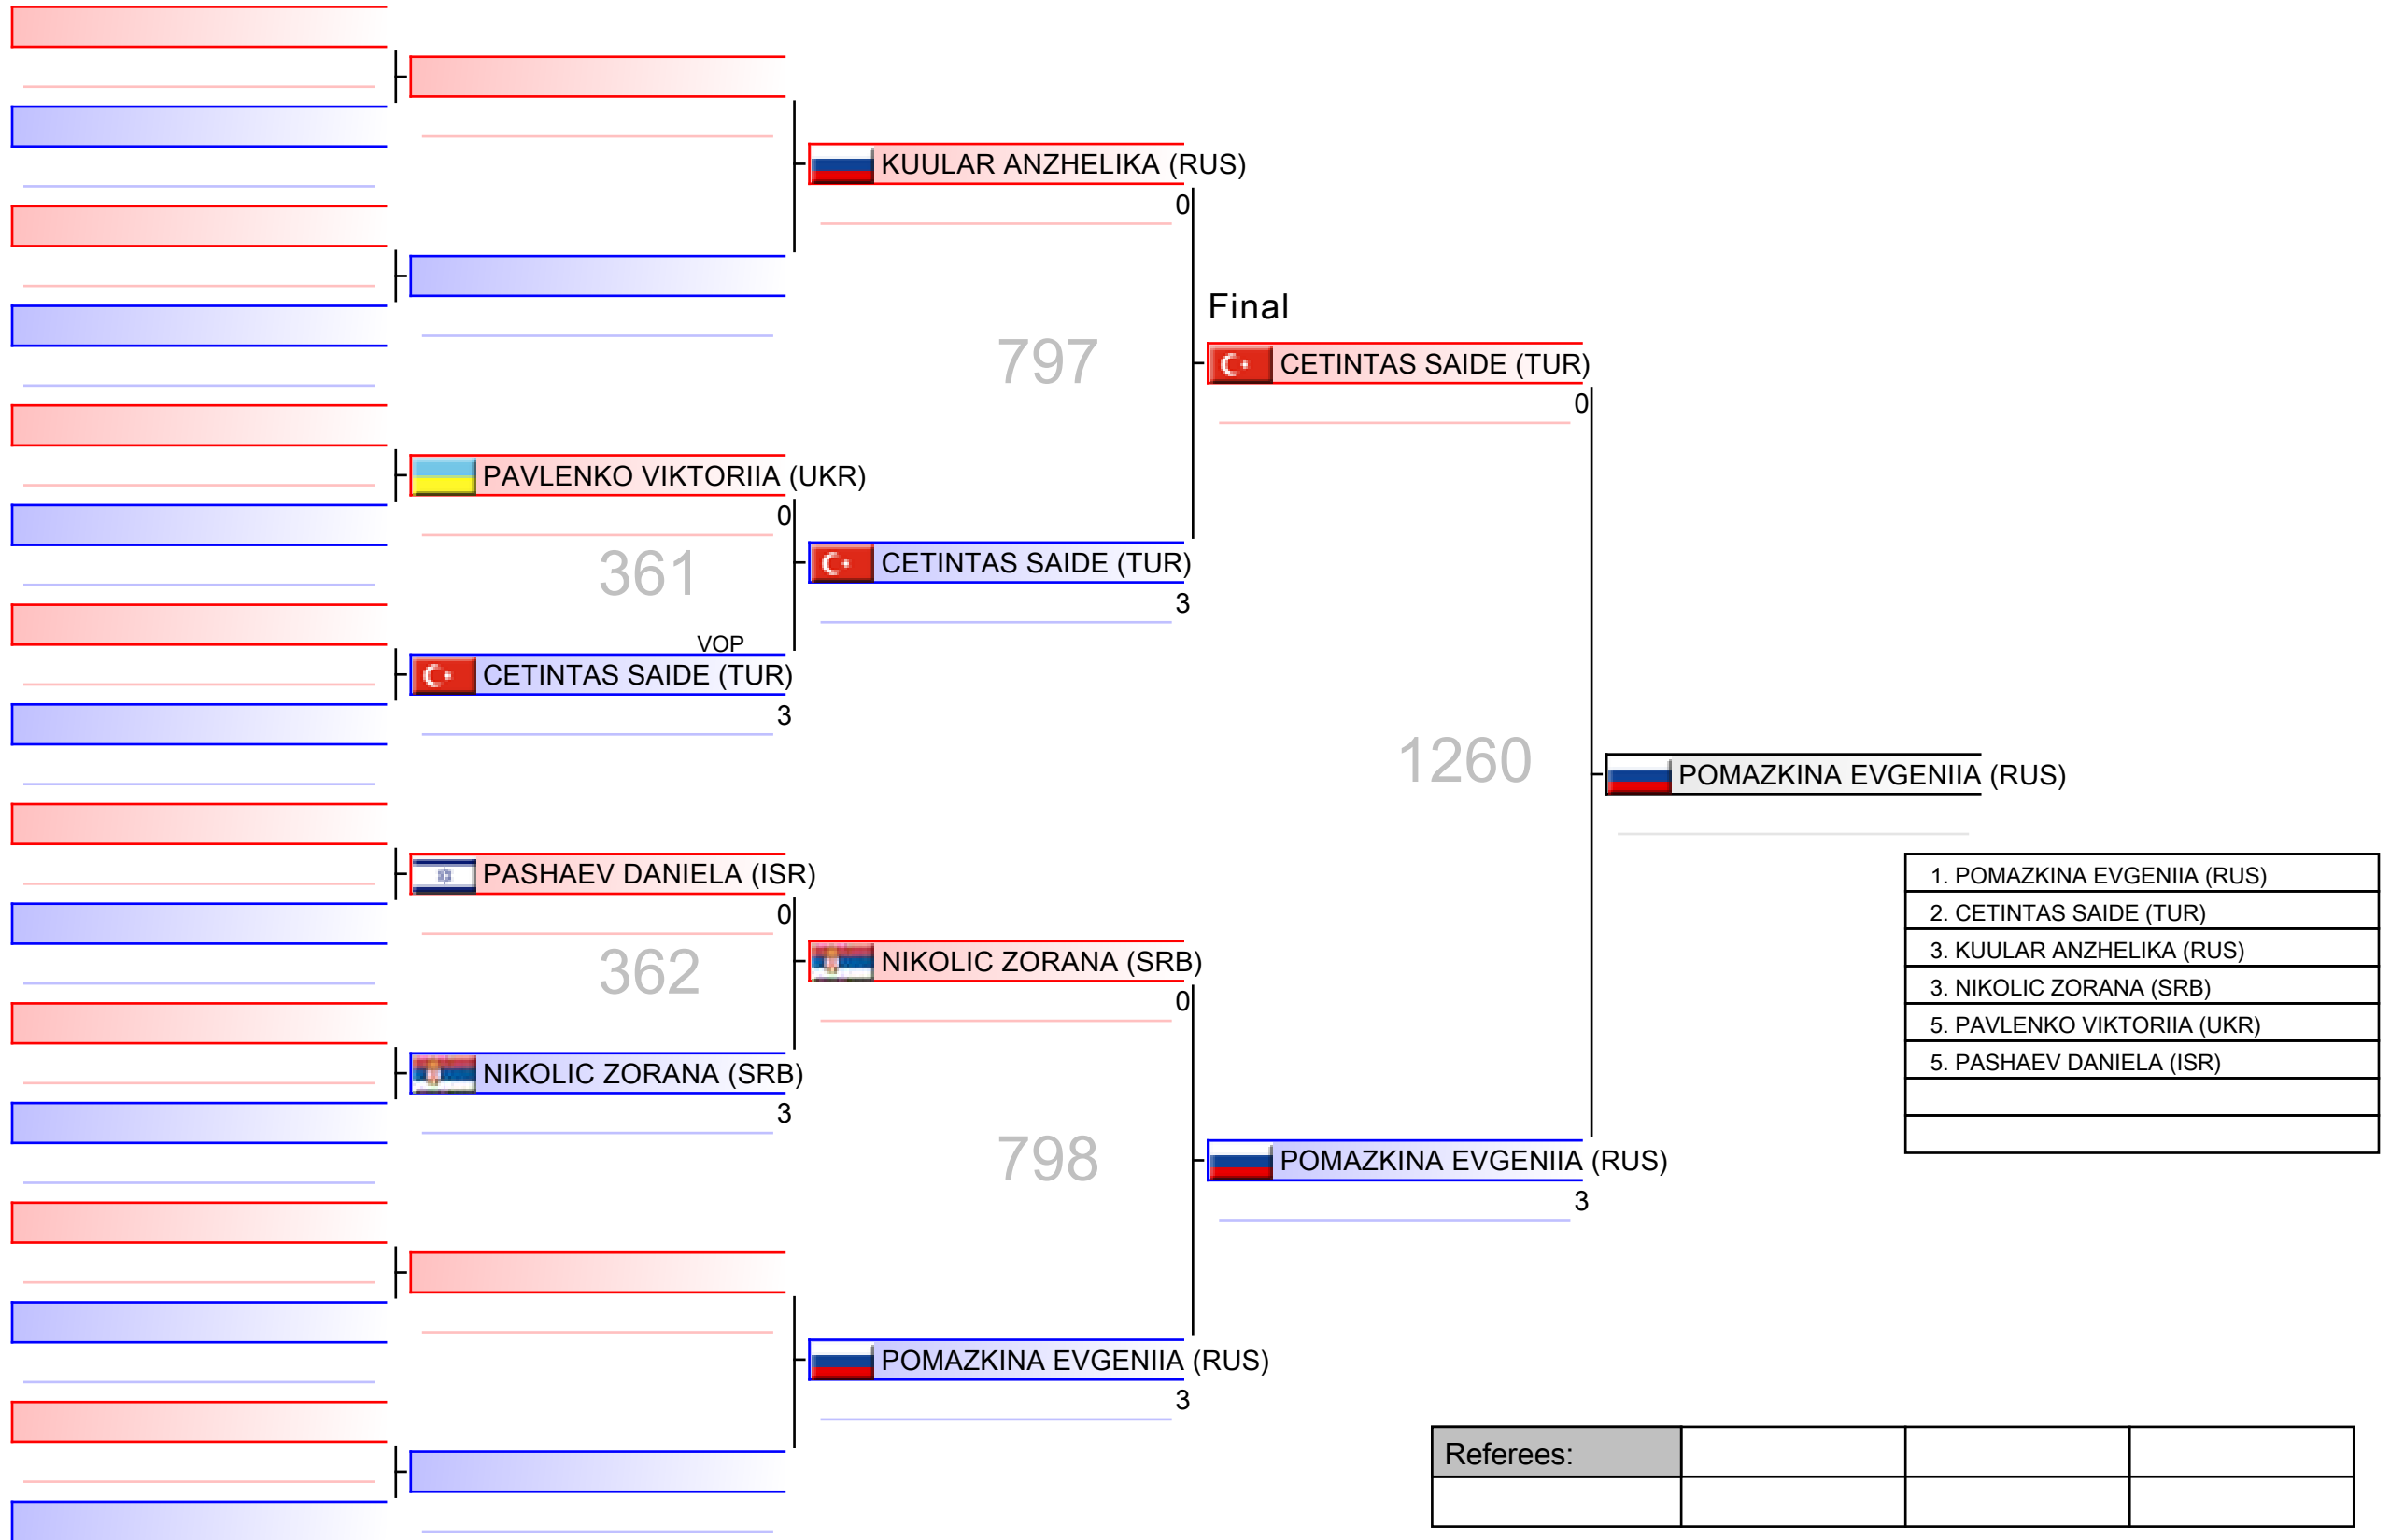 KUULAR ANZHELIKA (RUS)
0
Final
797
CETINTAS SAIDE (TUR)
0
PAVLENKO VIKTORIIA (UKR)
0
361
CETINTAS SAIDE (TUR)
3
VOP
CETINTAS SAIDE (TUR)
3
1260
POMAZKINA EVGENIIA (RUS)
PASHAEV DANIELA (ISR)
0
362
NIKOLIC ZORANA (SRB)
0
NIKOLIC ZORANA (SRB)
3
798
POMAZKINA EVGENIIA (RUS)
3
POMAZKINA EVGENIIA (RUS)
3
1. POMAZKINA EVGENIIA (RUS)
2. CETINTAS SAIDE (TUR)
3. KUULAR ANZHELIKA (RUS)
3. NIKOLIC ZORANA (SRB)
5. PAVLENKO VIKTORIIA (UKR)
5. PASHAEV DANIELA (ISR)
Referees: